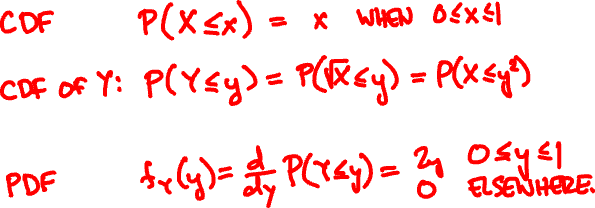 CDF P(X≤x) = x WHEN 0≤x≤1
CDF OF Y: P(Y≤y) = P(√X≤y) = P(X≤y²)
PDF f_Y(y) = d/dy P(Y≤y) = 2y 0≤y≤1
0 ELSEWHERE.